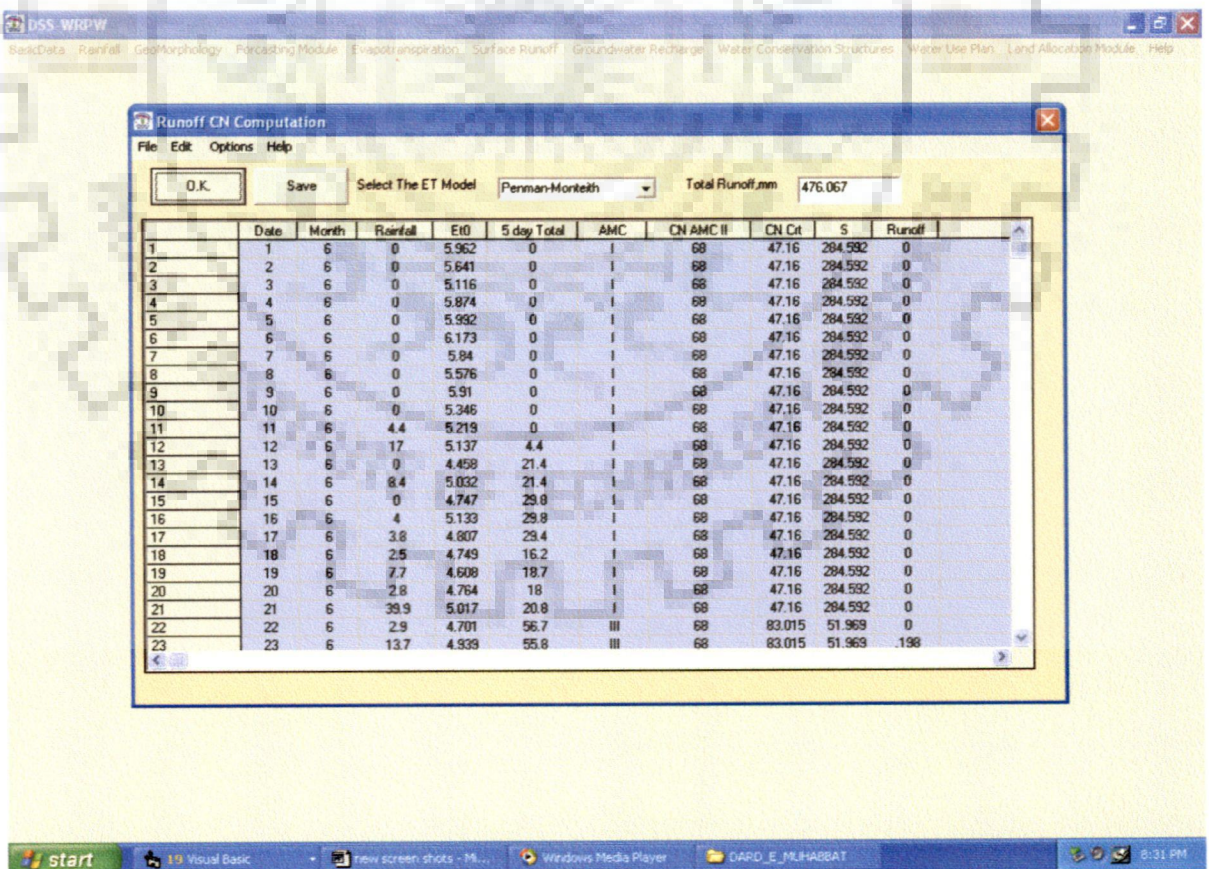 DSS WRPW
BasicData Rainfall GeoMorphology Forcasting Module Evapotranspiration Surface Runoff Groundwater Recharge Water Conservation Structures Water Use Plan Land Allocation Module Help
Runoff CN Computation
File Edit Options Help
O.K. Save Select The ET Model Penman-Monteith Total Runoff,mm 476.067
Date Month Rainfall Et0 5 day Total AMC CN AMC II CN Crt S Runoff
1 1 6 0 5.962 0 I 68 47.16 284.592 0
2 2 6 0 5.641 0 I 68 47.16 284.592 0
3 3 6 0 5.116 0 I 68 47.16 284.592 0
4 4 6 0 5.874 0 I 68 47.16 284.592 0
5 5 6 0 5.992 0 I 68 47.16 284.592 0
6 6 6 0 6.173 0 I 68 47.16 284.592 0
7 7 6 0 5.84 0 I 68 47.16 284.592 0
8 8 6 0 5.576 0 I 68 47.16 284.592 0
9 9 6 0 5.91 0 I 68 47.16 284.592 0
10 10 6 0 5.346 0 I 68 47.16 284.592 0
11 11 6 4.4 5.219 0 I 68 47.16 284.592 0
12 12 6 17 5.137 4.4 I 68 47.16 284.592 0
13 13 6 0 4.458 21.4 I 68 47.16 284.592 0
14 14 6 8.4 5.032 21.4 I 68 47.16 284.592 0
15 15 6 0 4.747 29.8 I 68 47.16 284.592 0
16 16 6 4 5.133 29.8 I 68 47.16 284.592 0
17 17 6 3.8 4.807 29.4 I 68 47.16 284.592 0
18 18 6 2.5 4.749 16.2 I 68 47.16 284.592 0
19 19 6 7.7 4.608 18.7 I 68 47.16 284.592 0
20 20 6 2.8 4.764 18 I 68 47.16 284.592 0
21 21 6 39.9 5.017 20.8 I 68 47.16 284.592 0
22 22 6 2.9 4.701 56.7 III 68 83.015 51.969 0
23 23 6 13.7 4.939 55.8 III 68 83.015 51.969 .198
start 19 Visual Basic new screen shots - Mi... Windows Media Player DARD_E_MUHABBAT 8:31 PM